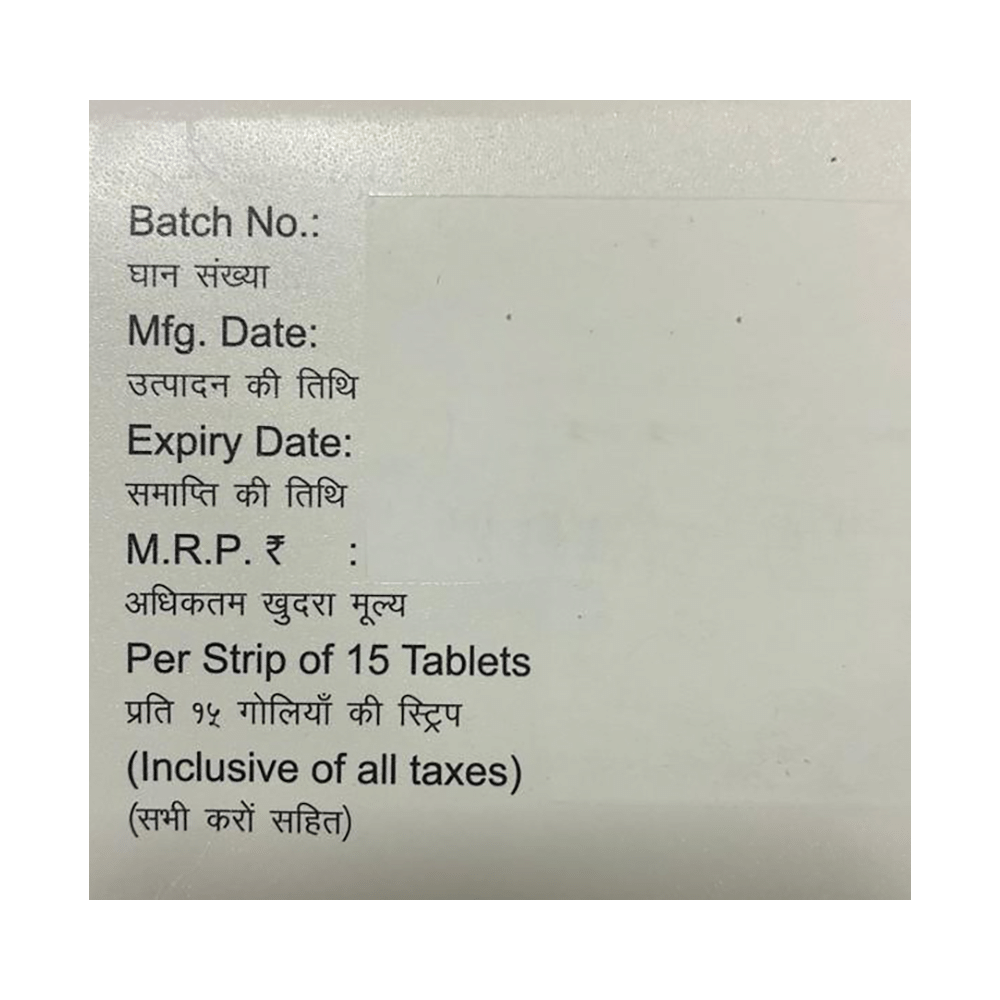 Batch No.:
घान संख्या
Mfg. Date:
उत्पादन की तिथि
Expiry Date:
समाप्ति की तिथि
M.R.P. ₹ :
अधिकतम खुदरा मूल्य
Per Strip of 15 Tablets
प्रति १५ गोलियाँ की स्ट्रिप
(Inclusive of all taxes)
(सभी करों सहित)